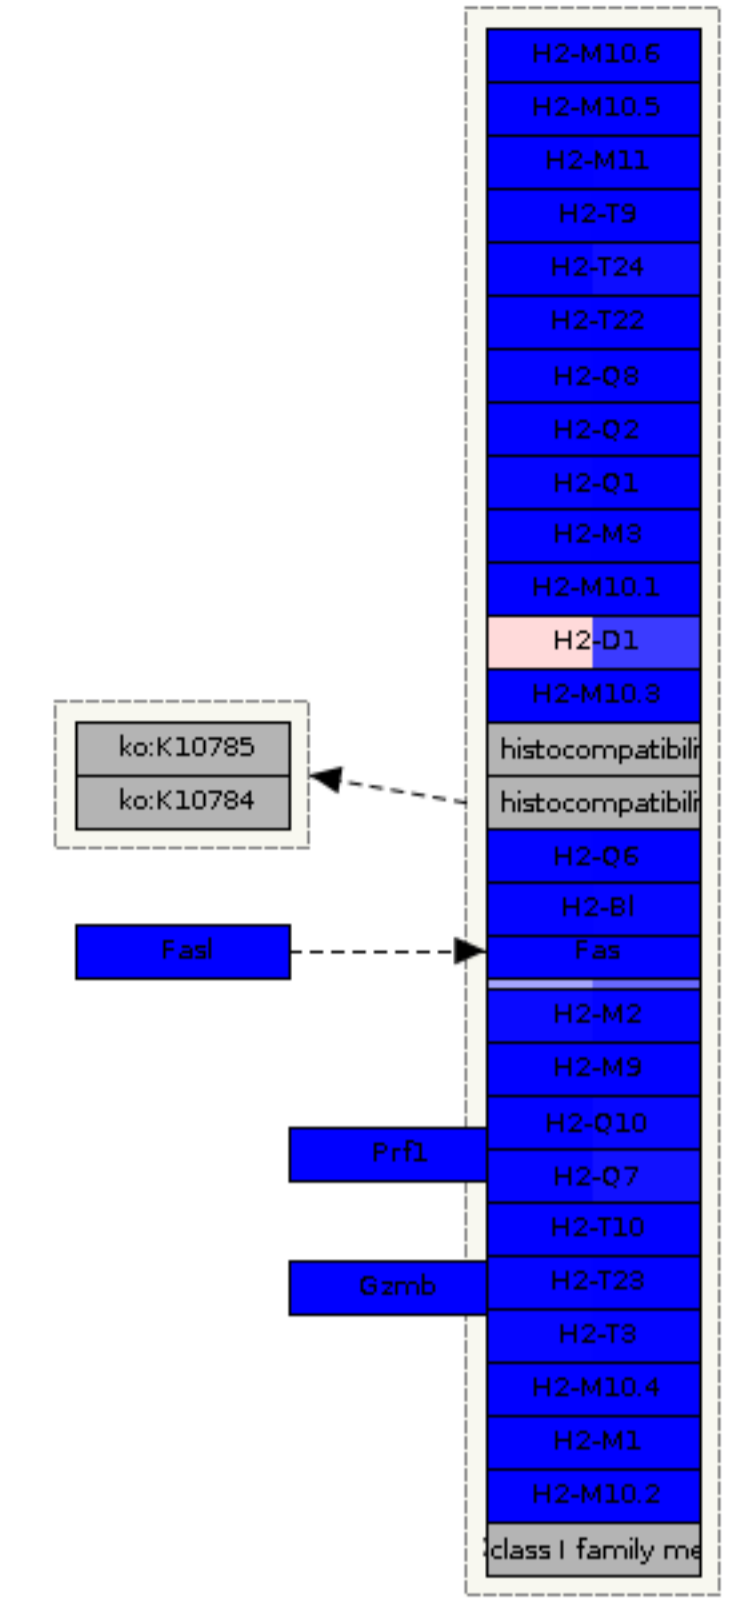 H2-M10.6
H2-M10.5
H2-M11
H2-T9
H2-T24
H2-T22
H2-Q8
H2-Q2
H2-Q1
H2-M3
H2-M10.1
H2-D1
H2-M10.3
ko:K10785
histocompatibili
ko:K10784
histocompatibili
H2-Q6
H2-Bl
Fasl
Fas
H2-M2
H2-M9
H2-Q10
Prf1
H2-Q7
H2-T10
H2-T23
Gzmb
H2-T3
H2-M10.4
H2-M1
H2-M10.2
class I family me